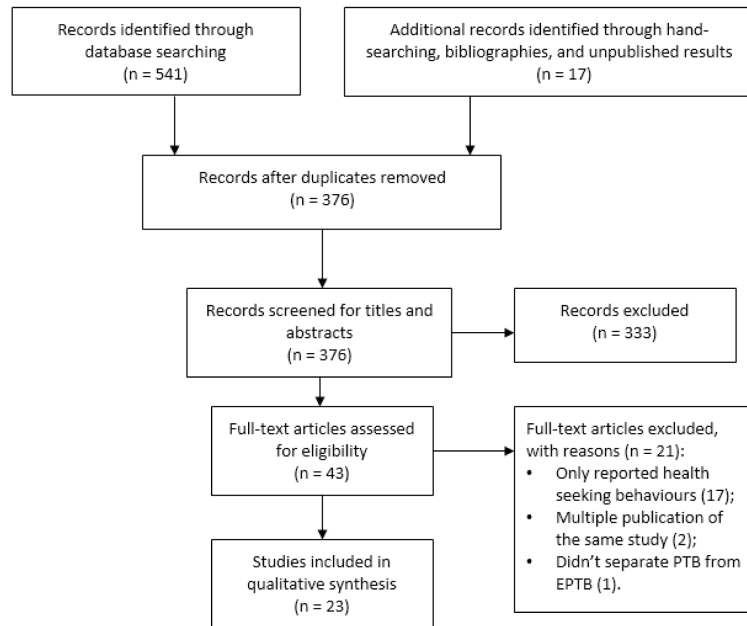 Records identified through
database searching
(n = 541)
Additional records identified through hand-
searching, bibliographies, and unpublished results
(n = 17)
Records after duplicates removed
(n = 376)
Records screened for titles and
abstracts
(n = 376)
Records excluded
(n = 333)
Full-text articles assessed
for eligibility
(n = 43)
Full-text articles excluded,
with reasons (n = 21):
• Only reported health
seeking behaviours (17);
• Multiple publication of
the same study (2);
• Didn't separate PTB from
EPTB (1).
Studies included in
qualitative synthesis
(n = 23)